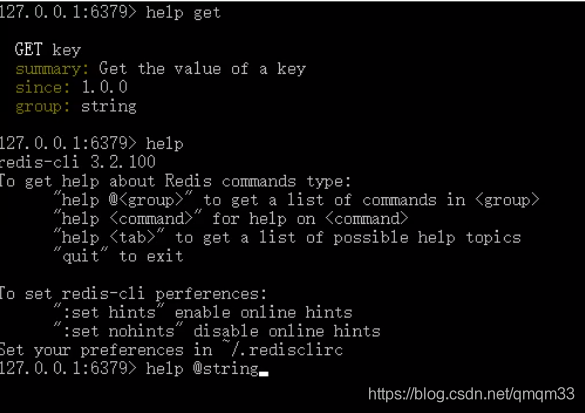 127.0.0.1:6379> help get
GET key
summary: Get the value of a key
since: 1.0.0
group: string
127.0.0.1:6379> help
redis-cli 3.2.100
To get help about Redis commands type:
"help @<group>" to get a list of commands in <group>
"help <command>" for help on <command>
"help <tab>" to get a list of possible help topics
"quit" to exit
To set redis-cli perferences:
":set hints" enable online hints
":set nohints" disable online hints
Set your preferences in ~/.redisclirc
127.0.0.1:6379> help @string
https://blog.csdn.net/qmqm33